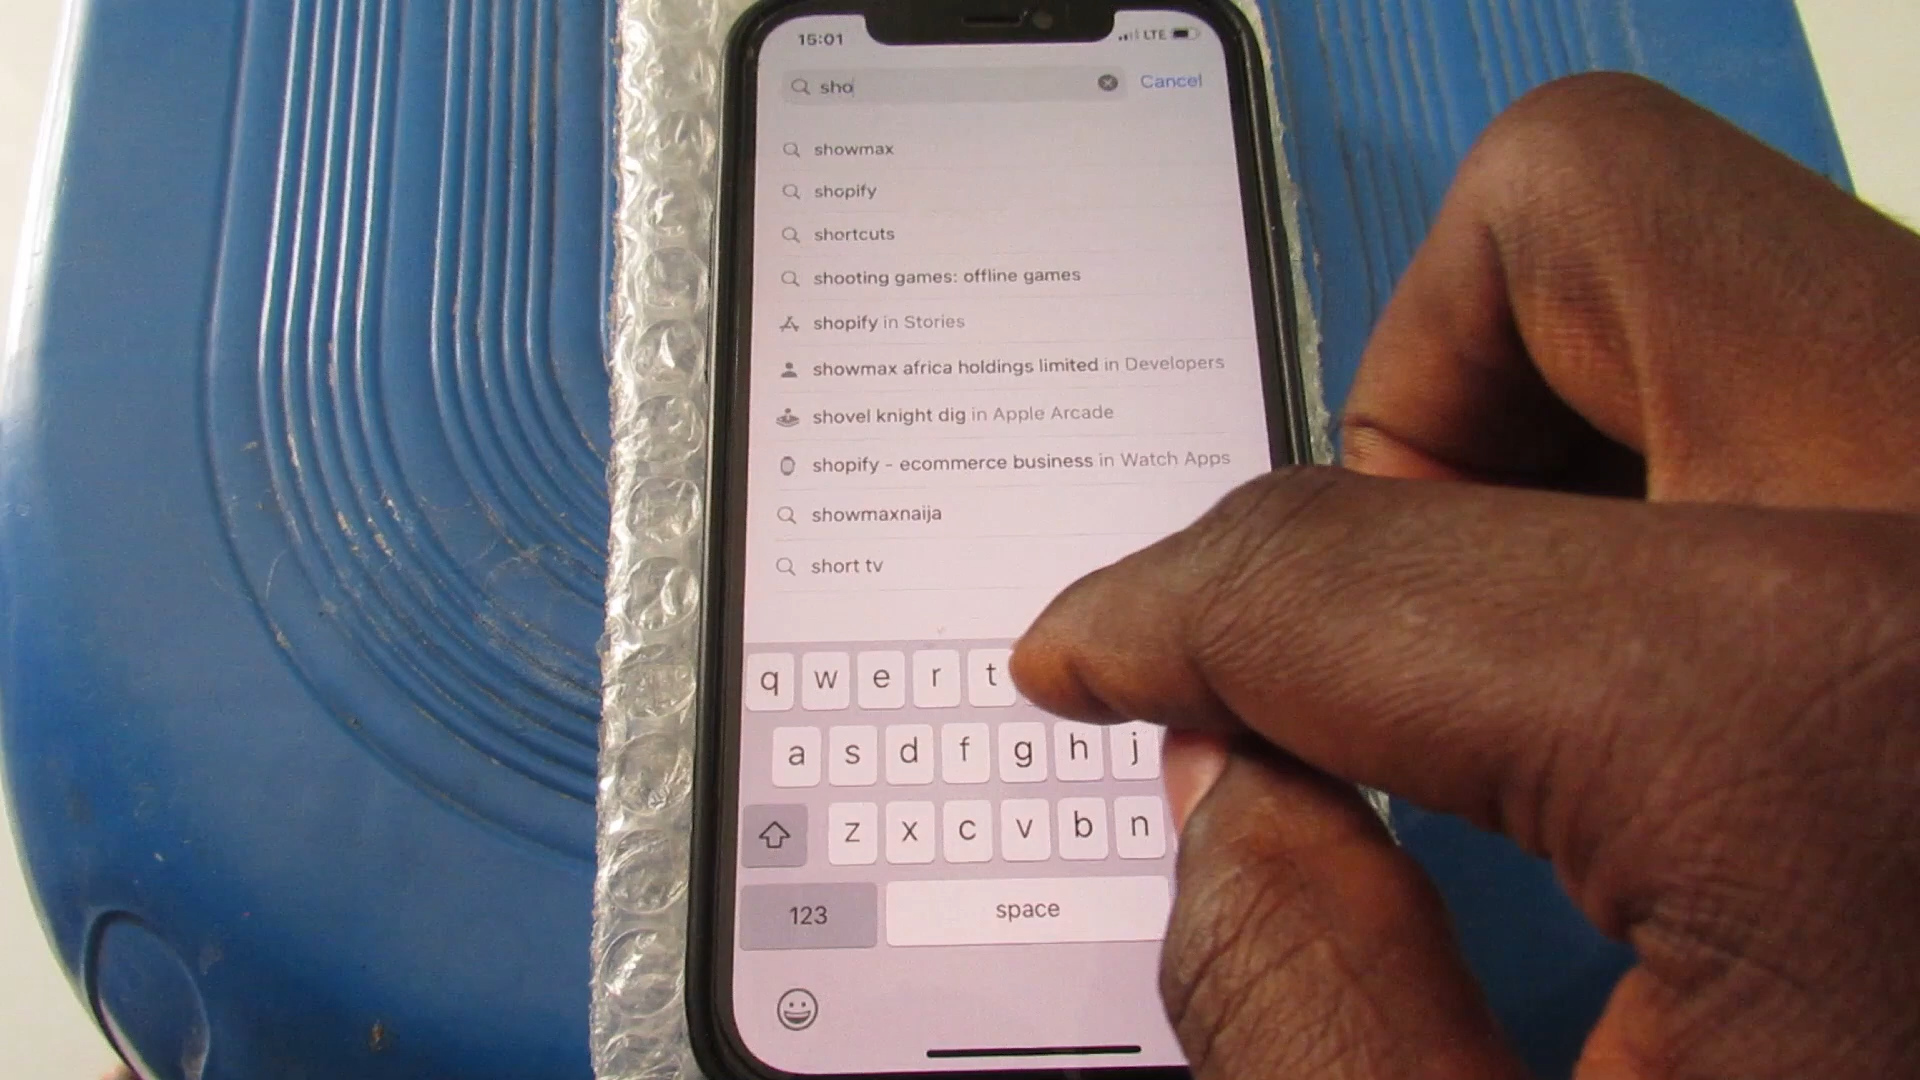 15:01 LTE
sho Cancel
showmax
shopify
shortcuts
shooting games: offline games
shopify in Stories
showmax africa holdings limited in Developers
shovel knight dig in Apple Arcade
shopify - ecommerce business in Watch Apps
showmaxnaija
short tv
q w e r t
a s d f g h j
z x c v b n
123 space